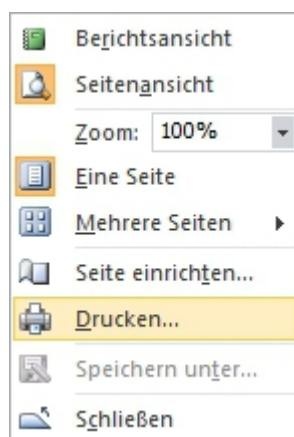 Berichtsansicht
Seitenansicht
Zoom: 100%
Eine Seite
Mehrere Seiten
Seite einrichten...
Drucken...
Speichern unter...
Schließen